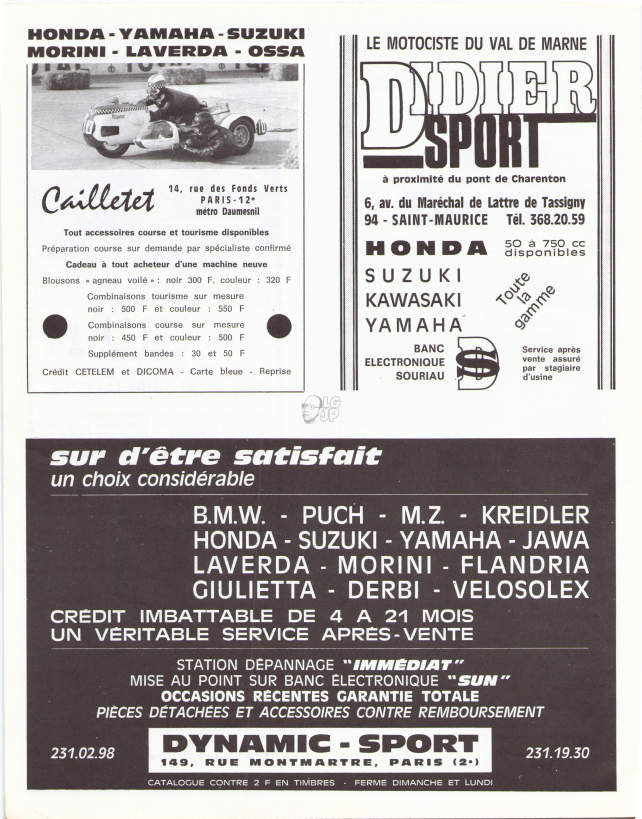 HONDA - YAMAHA - SUZUKI
MORINI - LAVERDA - OSSA
10
10
Cailletet
14, rue des Fonds Verts
PARIS-12e
métro Daumesnil
Tout accessoires course et tourisme disponibles
Préparation course sur demande par spécialiste confirmé
Cadeau à tout acheteur d'une machine neuve
Blousons « agneau voilé » : noir 300 F, couleur : 320 F
Combinaisons tourisme sur mesure
noir : 500 F et couleur : 550 F
Combinaisons course sur mesure
noir : 450 F et couleur : 500 F
Supplément bandes : 30 et 50 F
Crédit CETELEM et DICOMA - Carte bleue - Reprise
LE MOTOCISTE DU VAL DE MARNE
DIDIER
SPORT
à proximité du pont de Charenton
6, av. du Maréchal de Lattre de Tassigny
94 - SAINT-MAURICE Tél. 368.20.59
HONDA 50 à 750 cc
disponibles
SUZUKI
KAWASAKI
YAMAHA
Toute
la
gamme
BANC
ELECTRONIQUE
SOURIAU
DS
Service après
vente assuré
par stagiaire
d'usine
LG
JP
sur d'être satisfait
un choix considérable
B.M.W. - PUCH - M.Z. - KREIDLER
HONDA - SUZUKI - YAMAHA - JAWA
LAVERDA - MORINI - FLANDRIA
GIULIETTA - DERBI - VELOSOLEX
CRÉDIT IMBATTABLE DE 4 A 21 MOIS
UN VÉRITABLE SERVICE APRÈS-VENTE
STATION DÉPANNAGE "IMMÉDIAT"
MISE AU POINT SUR BANC ÉLECTRONIQUE "SUN"
OCCASIONS RÉCENTES GARANTIE TOTALE
PIÈCES DÉTACHÉES ET ACCESSOIRES CONTRE REMBOURSEMENT
231.02.98
DYNAMIC - SPORT
149, RUE MONTMARTRE, PARIS (2e)
231.19.30
CATALOGUE CONTRE 2 F EN TIMBRES - FERME DIMANCHE ET LUNDI